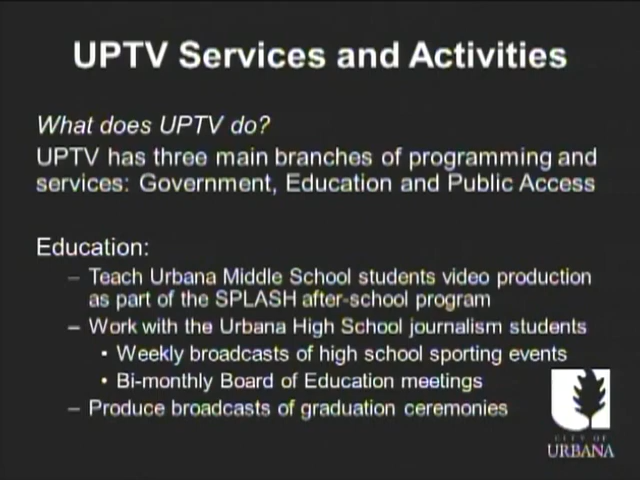 UPTV Services and Activities
What does UPTV do?
UPTV has three main branches of programming and
services: Government, Education and Public Access
Education:
– Teach Urbana Middle School students video production
as part of the SPLASH after-school program
– Work with the Urbana High School journalism students
▪ Weekly broadcasts of high school sporting events
• Bi-monthly Board of Education meetings
– Produce broadcasts of graduation ceremonies
CITY OF
URBANA